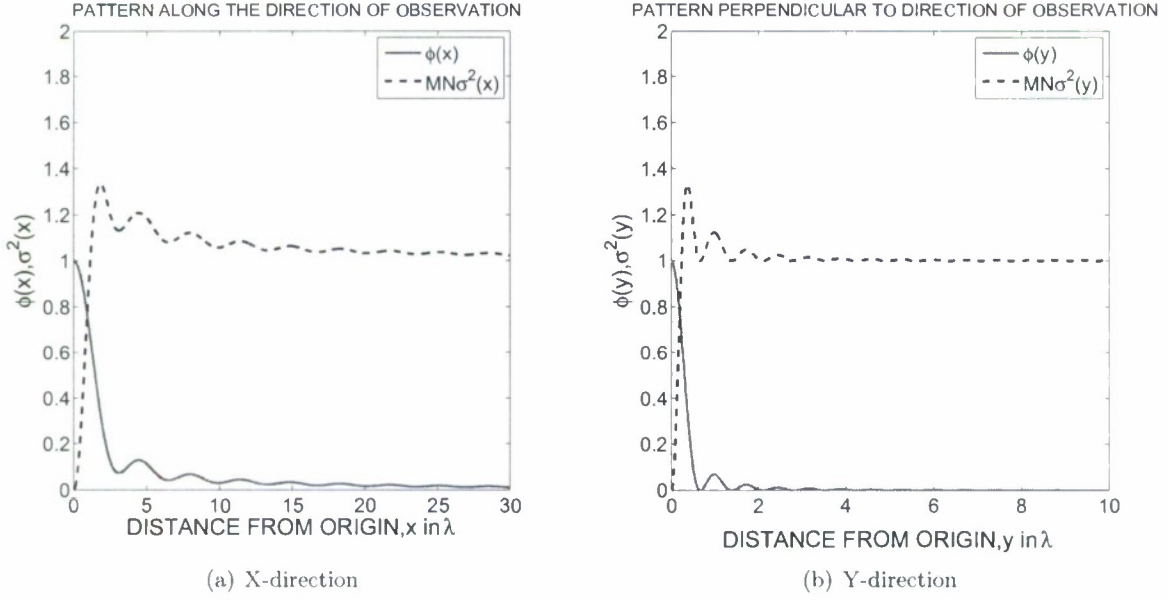 PATTERN ALONG THE DIRECTION OF OBSERVATION
2
1.8
1.6
1.4
1.2
1
0.8
0.6
0.4
0.2
0
ϕ(x),σ²(x)
ϕ(x)
MNσ²(x)
0 5 10 15 20 25 30
DISTANCE FROM ORIGIN,x in λ
(a) X-direction
PATTERN PERPENDICULAR TO DIRECTION OF OBSERVATION
2
1.8
1.6
1.4
1.2
1
0.8
0.6
0.4
0.2
0
ϕ(y),σ²(y)
ϕ(y)
MNσ²(y)
0 2 4 6 8 10
DISTANCE FROM ORIGIN,y in λ
(b) Y-direction